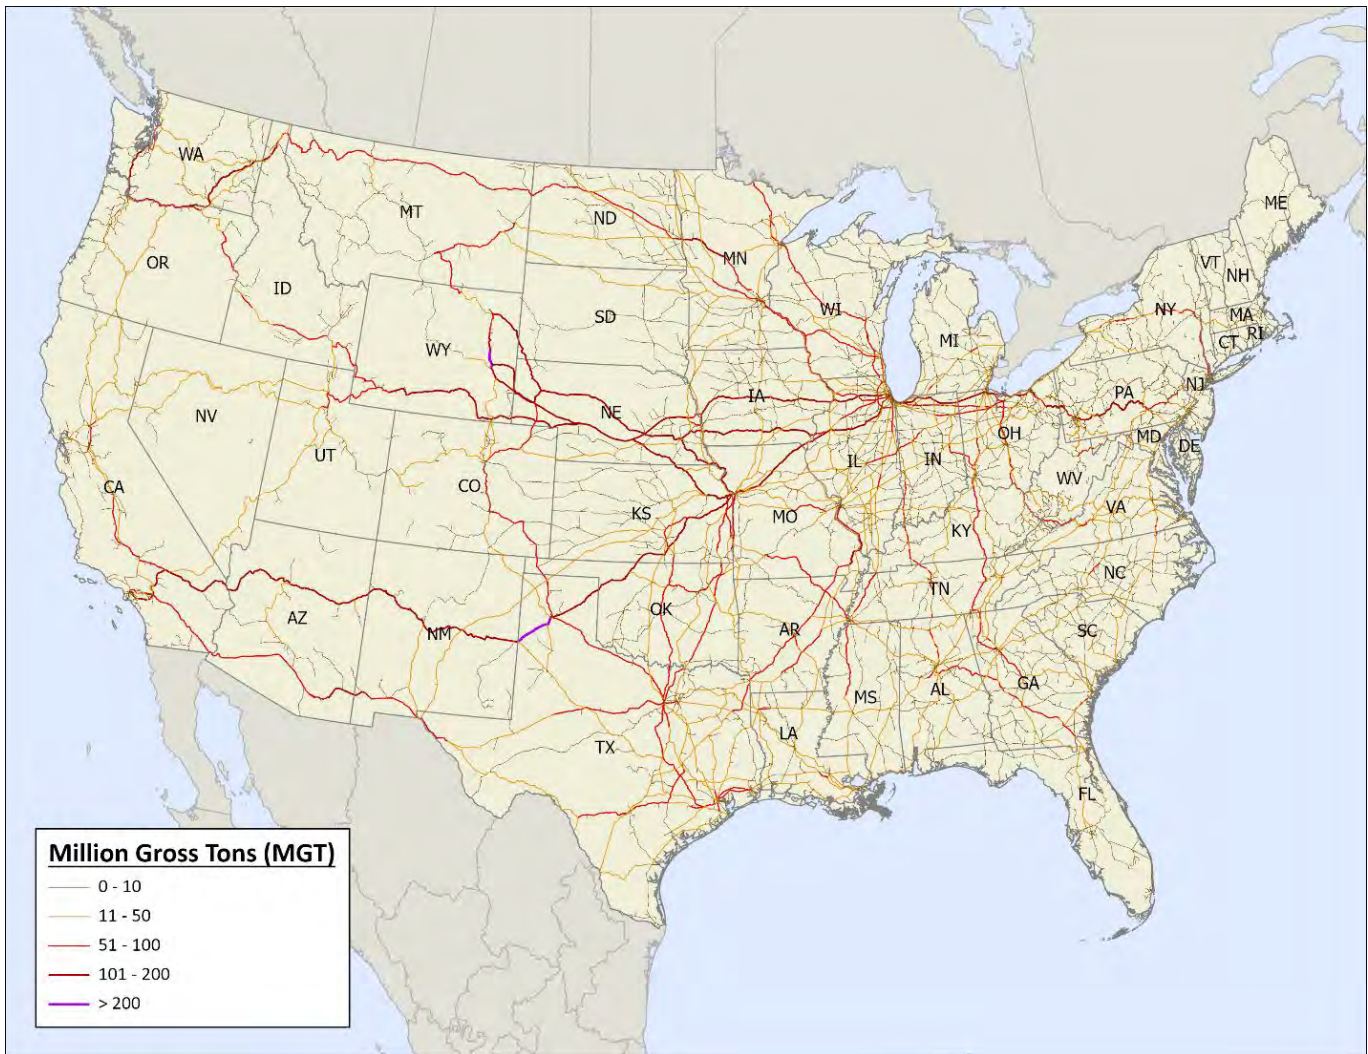 ME
WA
MT
ND
VT
NH
MN
OR
NY
WI
MA
RI
ID
SD
MI
CT
WY
NJ
IA
PA
NE
NV
OH
MD
DE
UT
IL
IN
WV
CA
CO
KS
MO
VA
KY
NC
TN
OK
AZ
AR
NM
SC
GA
AL
MS
LA
TX
FL
Million Gross Tons (MGT)
0 - 10
11 - 50
51 - 100
101 - 200
> 200